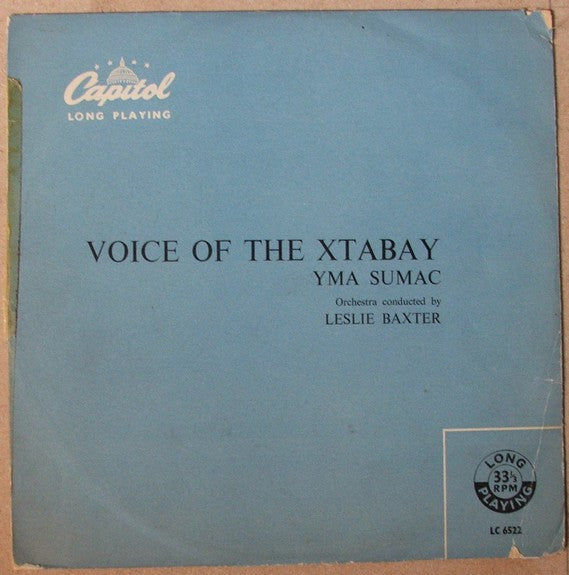 Capitol
LONG PLAYING
VOICE OF THE XTABAY
YMA SUMAC
Orchestra conducted by
LESLIE BAXTER
LONG
33⅓
RPM
PLAYING
LC 6522